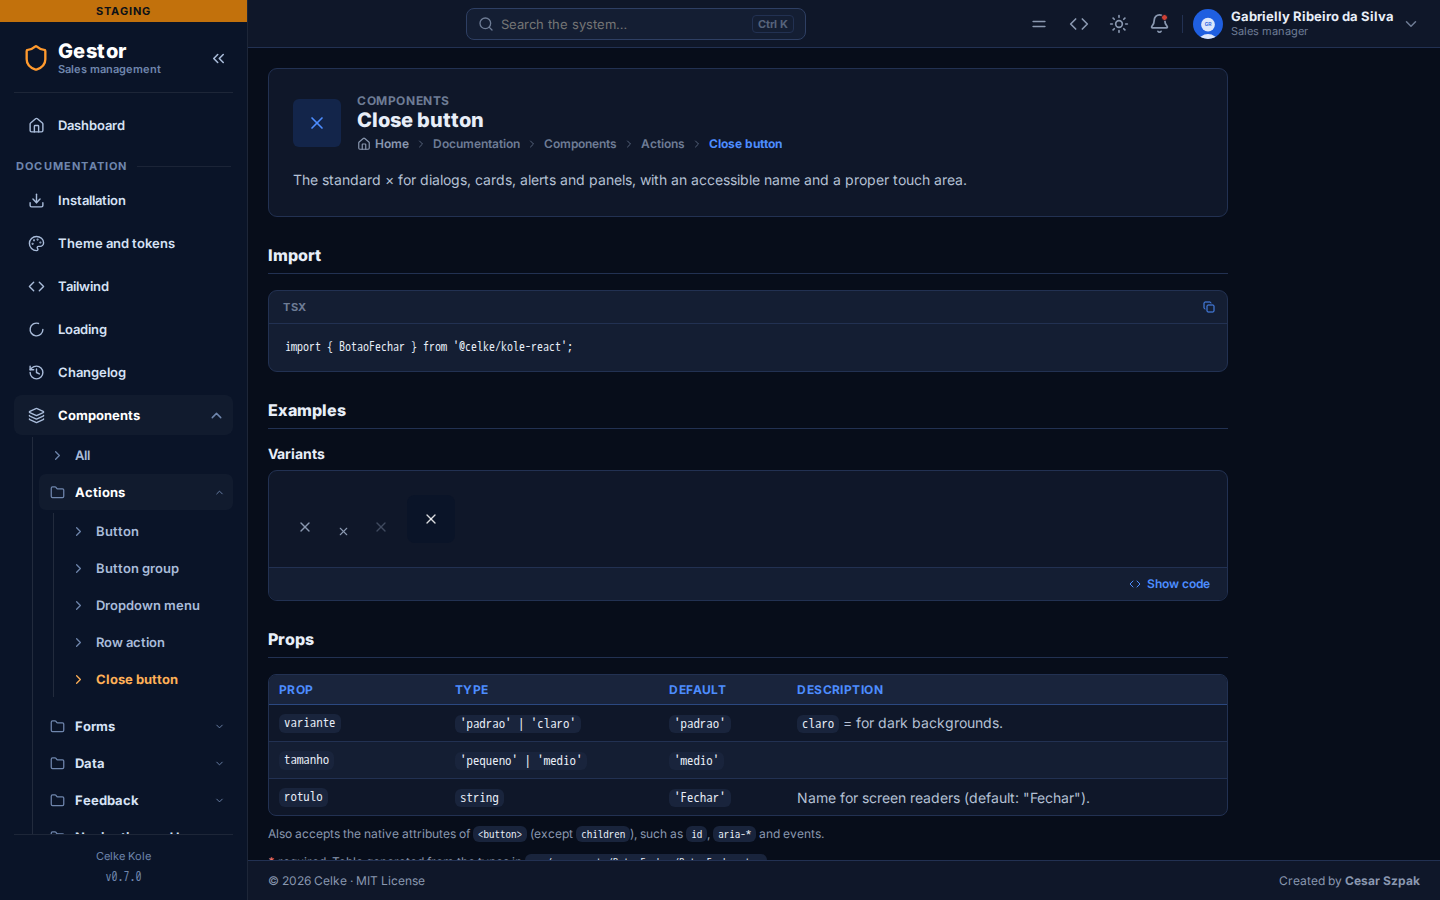 STAGING
Gestor
Sales management
Dashboard
DOCUMENTATION
Installation
Theme and tokens
Tailwind
Loading
Changelog
Components
All
Actions
Button
Button group
Dropdown menu
Row action
Close button
Forms
Data
Feedback
Celke Kole
v0.7.0
Search the system...
Ctrl K
Gabrielly Ribeiro da Silva
Sales manager
COMPONENTS
Close button
Home > Documentation > Components > Actions > Close button
The standard × for dialogs, cards, alerts and panels, with an accessible name and a proper touch area.
Import
TSX
import { BotaoFechar } from '@celke/kole-react';
Examples
Variants
Show code
Props
PROP TYPE DEFAULT DESCRIPTION
variante 'padrao' | 'claro' 'padrao' claro = for dark backgrounds.
tamanho 'pequeno' | 'medio' 'medio'
rotulo string 'Fechar' Name for screen readers (default: "Fechar").
Also accepts the native attributes of <button> (except children), such as id, aria-* and events.
© 2026 Celke · MIT License
Created by Cesar Szpak